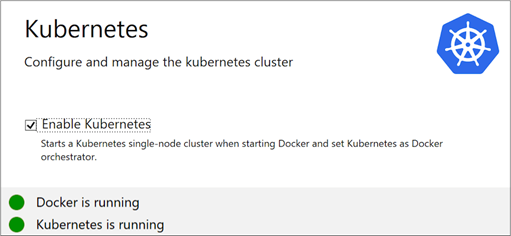 Kubernetes
Configure and manage the kubernetes cluster
Enable Kubernetes
Starts a Kubernetes single-node cluster when starting Docker and set Kubernetes as Docker
orchestrator.
Docker is running
Kubernetes is running